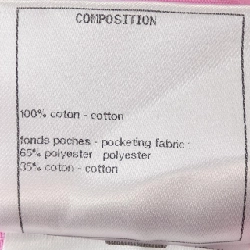 COMPOSITION
100% coton - cotton
fonds poches - pocketing fabric -
65% polyester polyester
35% coton - cotton